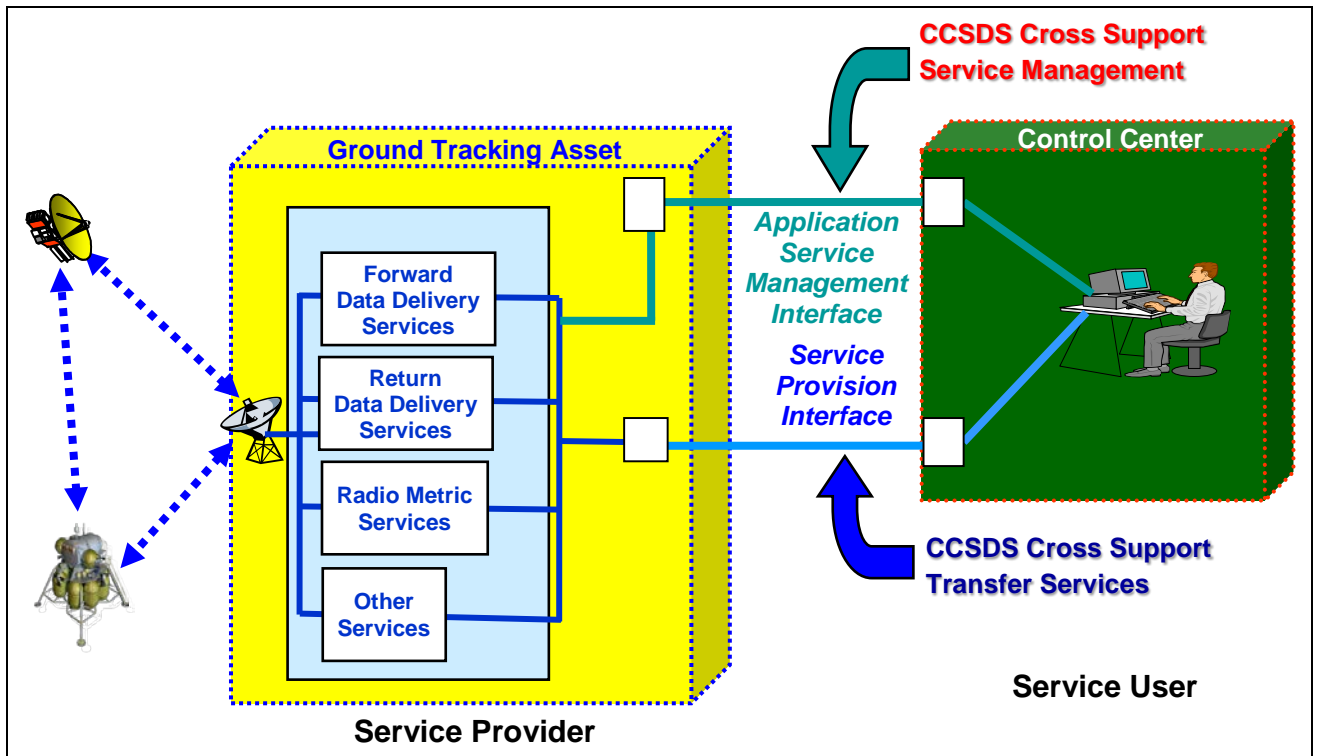 CCSDS Cross Support
Service Management
Ground Tracking Asset
Control Center
Forward
Data Delivery
Services
Return
Data Delivery
Services
Radio Metric
Services
Other
Services
Application
Service
Management
Interface
Service
Provision
Interface
CCSDS Cross Support
Transfer Services
Service User
Service Provider